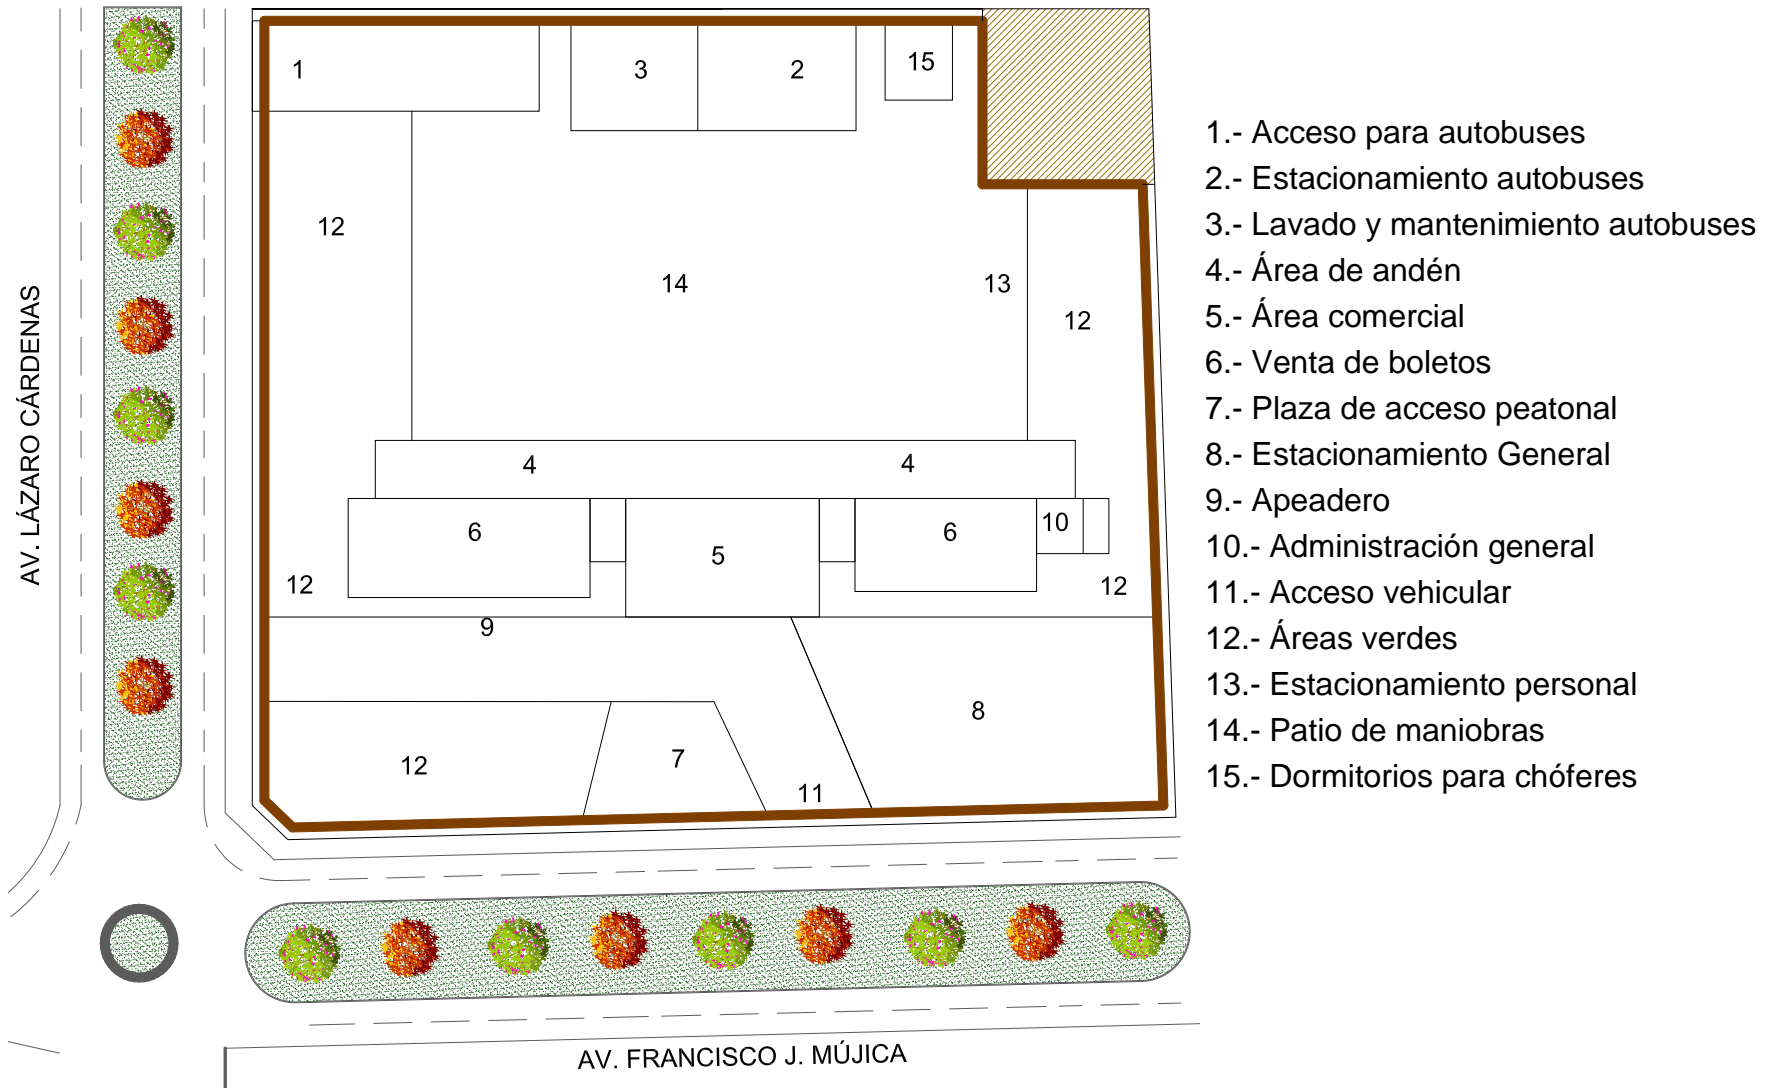 1
3
2
15
12
14
13
12
4
4
6
5
6
10
12
12
9
8
12
7
11
AV. LÁZARO CÁRDENAS
AV. FRANCISCO J. MÚJICA
1.- Acceso para autobuses
2.- Estacionamiento autobuses
3.- Lavado y mantenimiento autobuses
4.- Área de andén
5.- Área comercial
6.- Venta de boletos
7.- Plaza de acceso peatonal
8.- Estacionamiento General
9.- Apeadero
10.- Administración general
11.- Acceso vehicular
12.- Áreas verdes
13.- Estacionamiento personal
14.- Patio de maniobras
15.- Dormitorios para chóferes